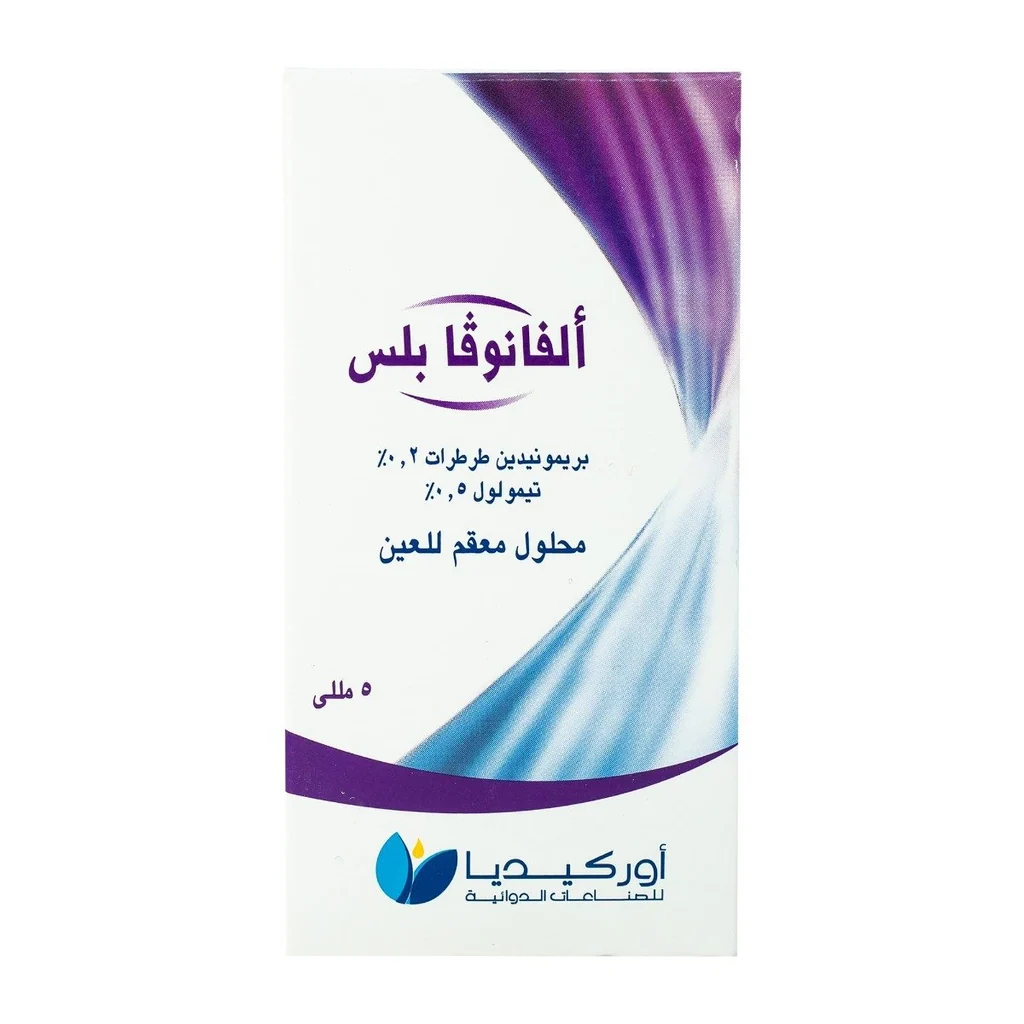 ألفانوڤا بلس
بريمونيدين طرطرات ٠,٢٪
تيمولول ٠,٥٪
محلول معقم للعين
٥ مللى
أوركيديا
للصناعات الدوائية